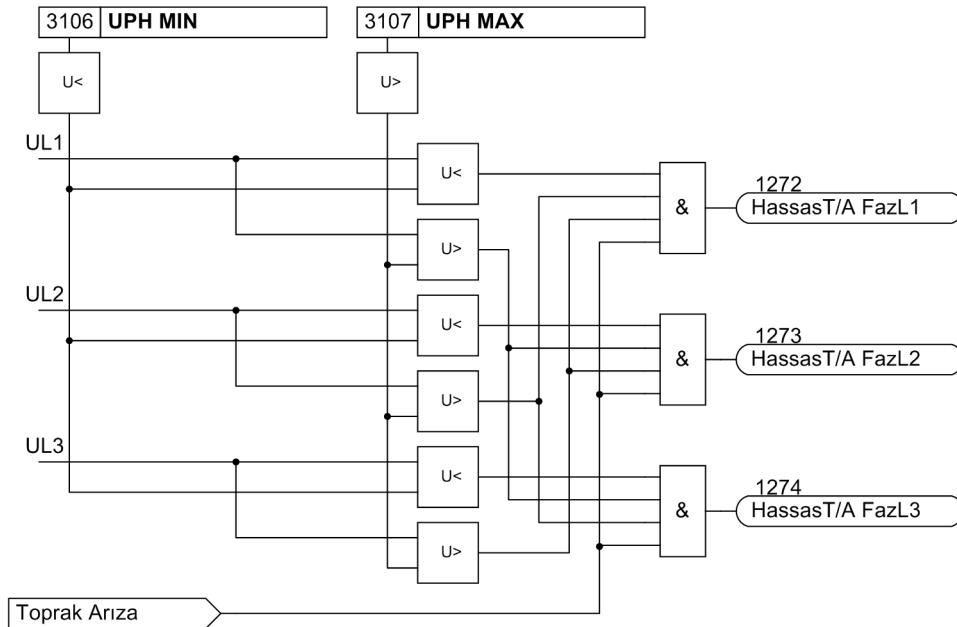 3106 UPH MIN
3107 UPH MAX
U<
U>
UL1
U<
&
1272
HassasT/A FazL1
U>
UL2
U<
&
1273
HassasT/A FazL2
U>
UL3
U<
&
1274
HassasT/A FazL3
U>
Toprak Arıza